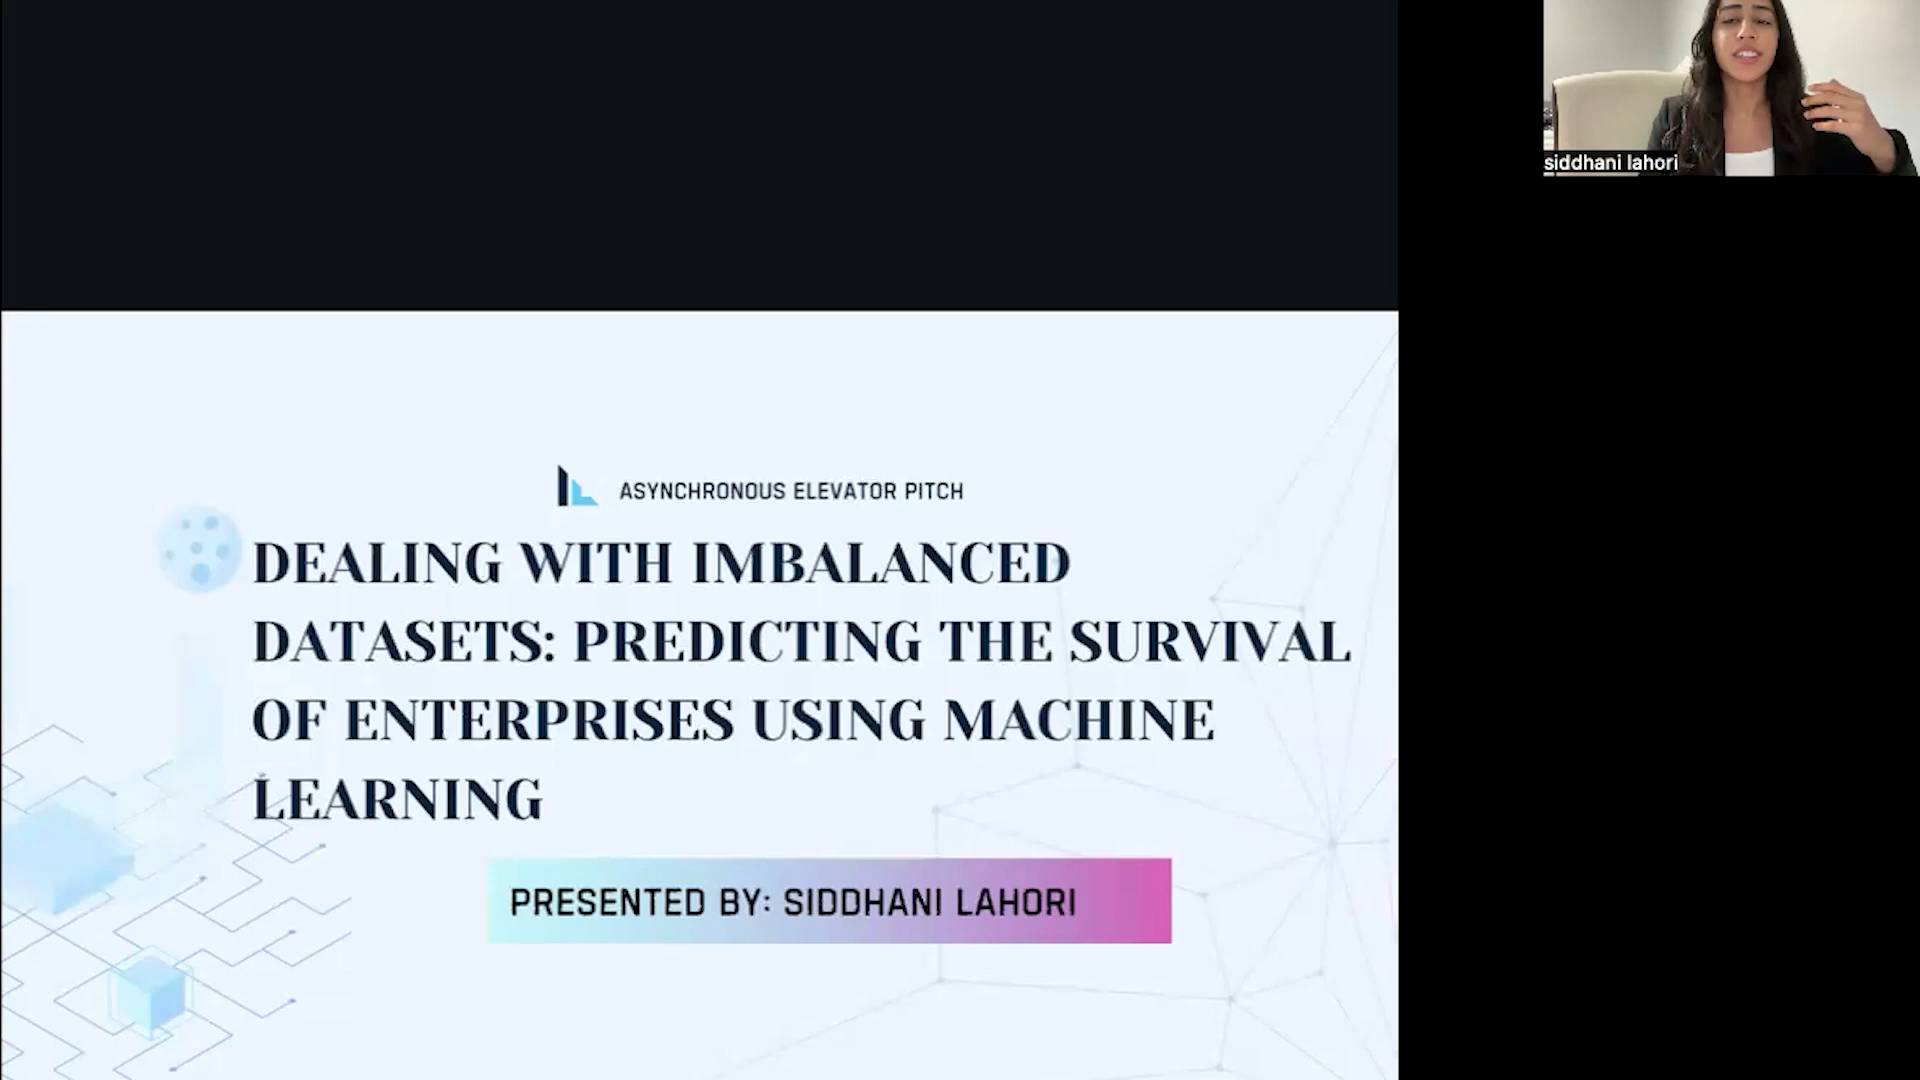 siddhani lahori
ASYNCHRONOUS ELEVATOR PITCH
DEALING WITH IMBALANCED
DATASETS: PREDICTING THE SURVIVAL
OF ENTERPRISES USING MACHINE
LEARNING
PRESENTED BY: SIDDHANI LAHORI